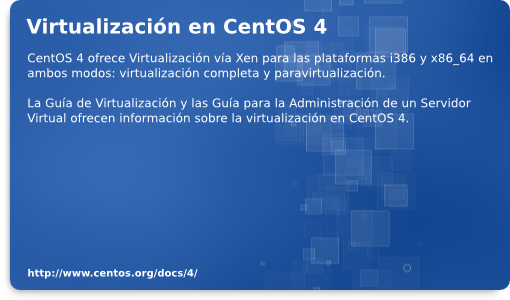 Virtualización en CentOS 4
CentOS 4 ofrece Virtualización vía Xen para las plataformas i386 y x86_64 en
ambos modos: virtualización completa y paravirtualización.
La Guía de Virtualización y las Guía para la Administración de un Servidor
Virtual ofrecen información sobre la virtualización en CentOS 4.
http://www.centos.org/docs/4/